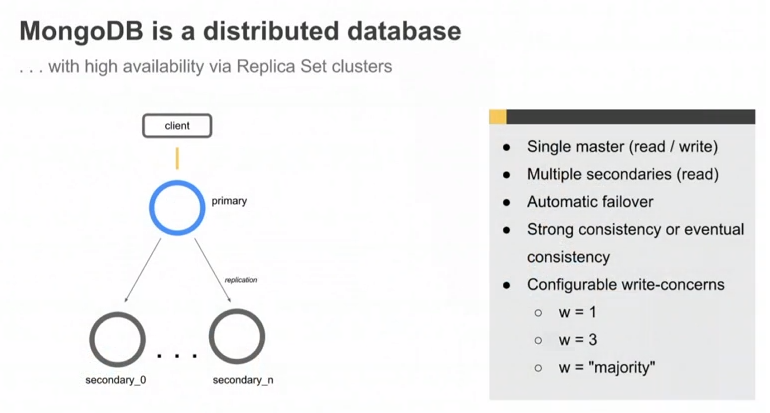 MongoDB is a distributed database
. . . with high availability via Replica Set clusters
client
primary
replication
secondary_0
. . .
secondary_n
● Single master (read / write)
● Multiple secondaries (read)
● Automatic failover
● Strong consistency or eventual
consistency
● Configurable write-concerns
○ w = 1
○ w = 3
○ w = "majority"